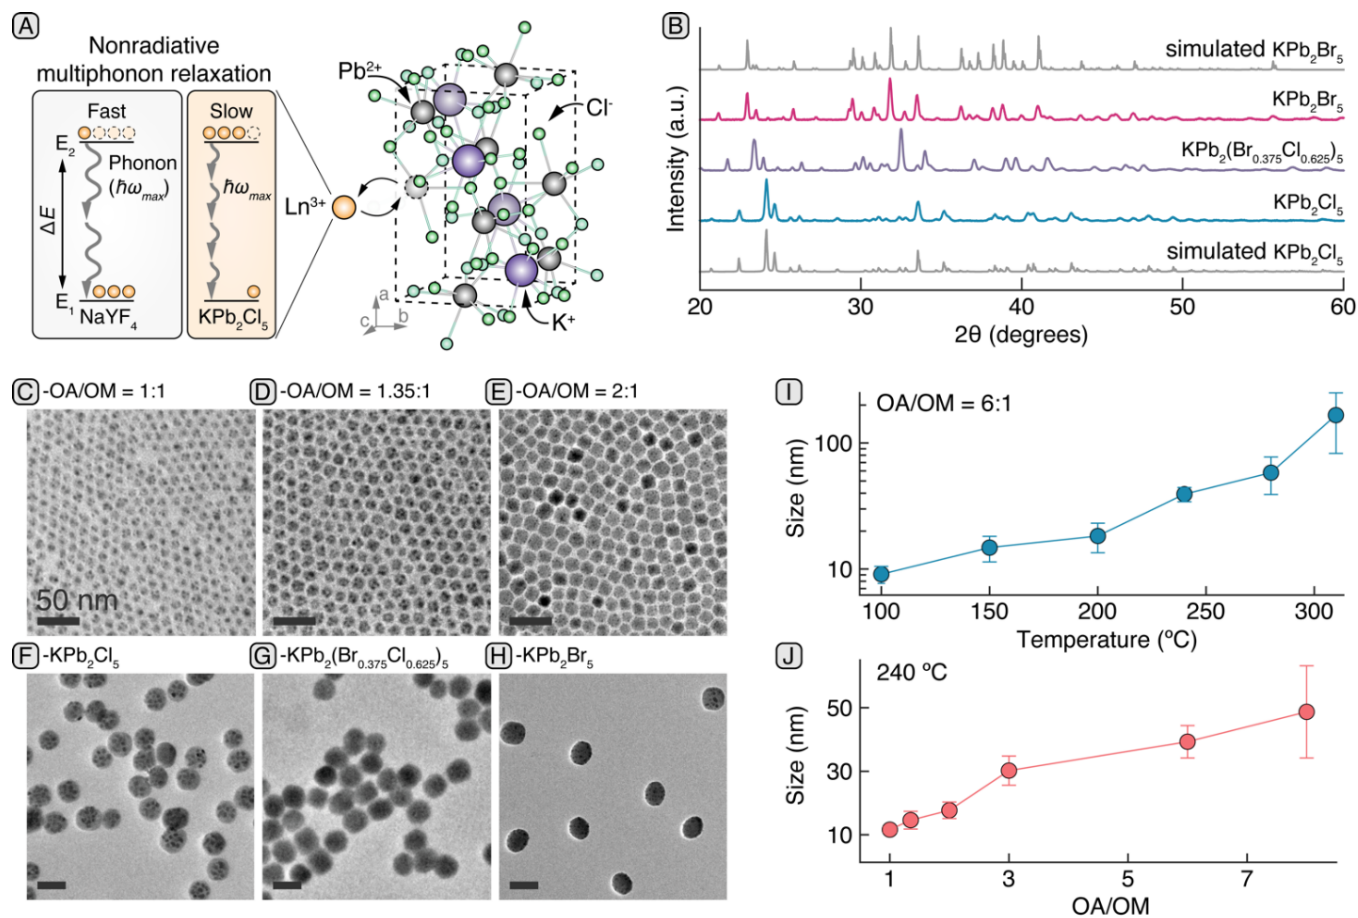 A
Nonradiative
multiphonon relaxation
Fast
E₂
Phonon
(ħω_max)
ΔE
E₁
NaYF₄
Slow
ħω_max
KPb₂Cl₅
Ln³⁺
Pb²⁺
Cl⁻
K⁺
a
b
c
B
Intensity (a.u.)
simulated KPb₂Br₅
KPb₂Br₅
KPb₂(Br₀.₃₇₅Cl₀.₆₂₅)₅
KPb₂Cl₅
simulated KPb₂Cl₅
20 30 40 50 60
2θ (degrees)
C -OA/OM = 1:1
50 nm
D -OA/OM = 1.35:1
E -OA/OM = 2:1
F -KPb₂Cl₅
G -KPb₂(Br₀.₃₇₅Cl₀.₆₂₅)₅
H -KPb₂Br₅
I
OA/OM = 6:1
Size (nm)
100
10
100 150 200 250 300
Temperature (ºC)
J
240 ºC
Size (nm)
50
30
10
1 3 5 7
OA/OM